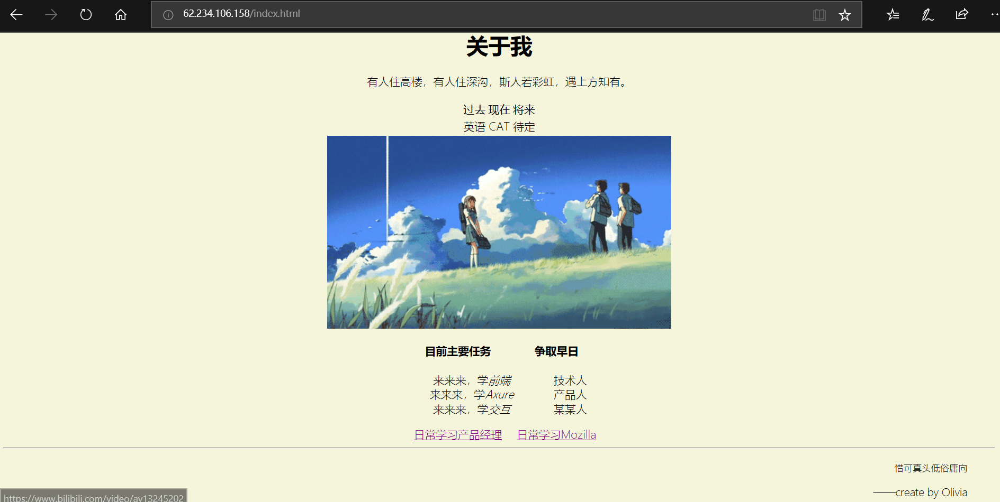 62.234.106.158/index.html
关于我
有人住高楼，有人住深沟，斯人若彩虹，遇上方知有。
过去 现在 将来
英语 CAT 待定
目前主要任务 争取早日
来来来，学前端 技术人
来来来，学Axure 产品人
来来来，学交互 某某人
日常学习产品经理 日常学习Mozilla
惜可真头低俗庸向
——create by Olivia
https://www.bilibili.com/video/av13245202